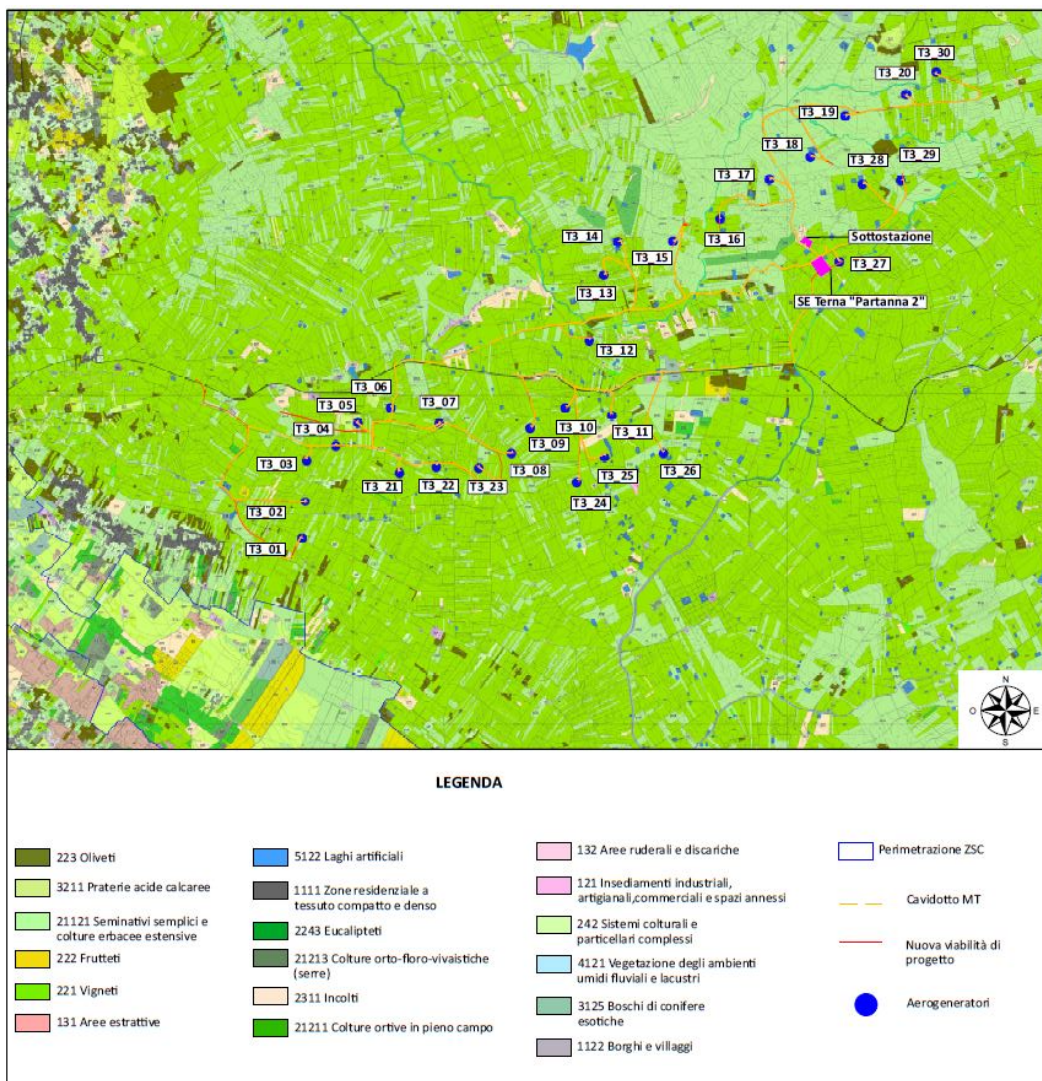 T3_30
T3_20
T3_19
T3_18
T3_28
T3_29
T3_17
T3_16
T3_14
T3_15
Sottostazione
T3_27
T3_13
SE Terna "Partanna 2"
T3_12
T3_06
T3_05
T3_07
T3_04
T3_10
T3_11
T3_09
T3_03
T3_08
T3_25
T3_26
T3_21
T3_22
T3_23
T3_24
T3_02
T3_01
N
O
E
S
LEGENDA
223 Oliveti
3211 Praterie acide calcaree
21121 Seminativi semplici e
colture erbacee estensive
222 Frutteti
221 Vigneti
131 Aree estrattive
5122 Laghi artificiali
1111 Zone residenziale a
tessuto compatto e denso
2243 Eucalipteti
21213 Colture orto-floro-vivaistiche
(serre)
2311 Incolti
21211 Colture ortive in pieno campo
132 Aree ruderali e discariche
121 Insediamenti industriali,
artigianali,commerciali e spazi annessi
242 Sistemi colturali e
particellari complessi
4121 Vegetazione degli ambienti
umidi fluviali e lacustri
3125 Boschi di conifere
esotiche
1122 Borghi e villaggi
Perimetrazione ZSC
Cavidotto MT
Nuova viabilità di
progetto
Aerogeneratori